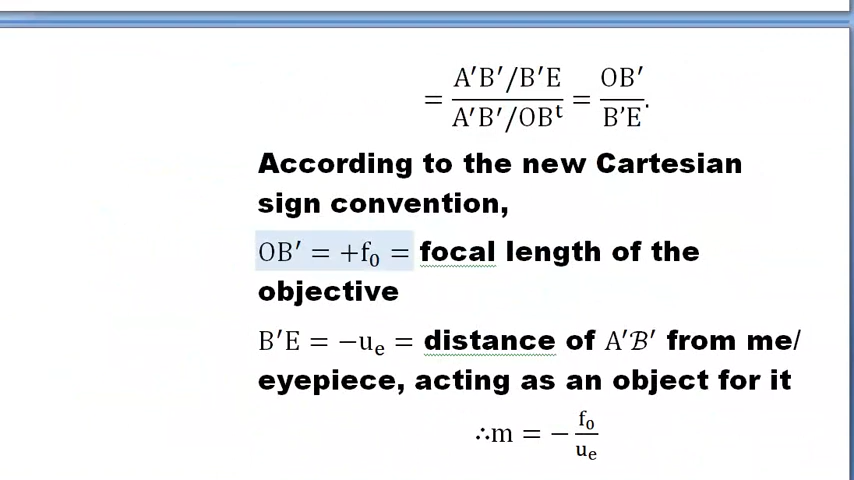 = A′B′/B′E / A′B′/OBᵗ = OB′ / B’E.
According to the new Cartesian
sign convention,
OB′ = +f₀ = focal length of the
objective
B′E = −uₑ = distance of A′ℬ′ from me/
eyepiece, acting as an object for it
∴m = − f₀ / uₑ